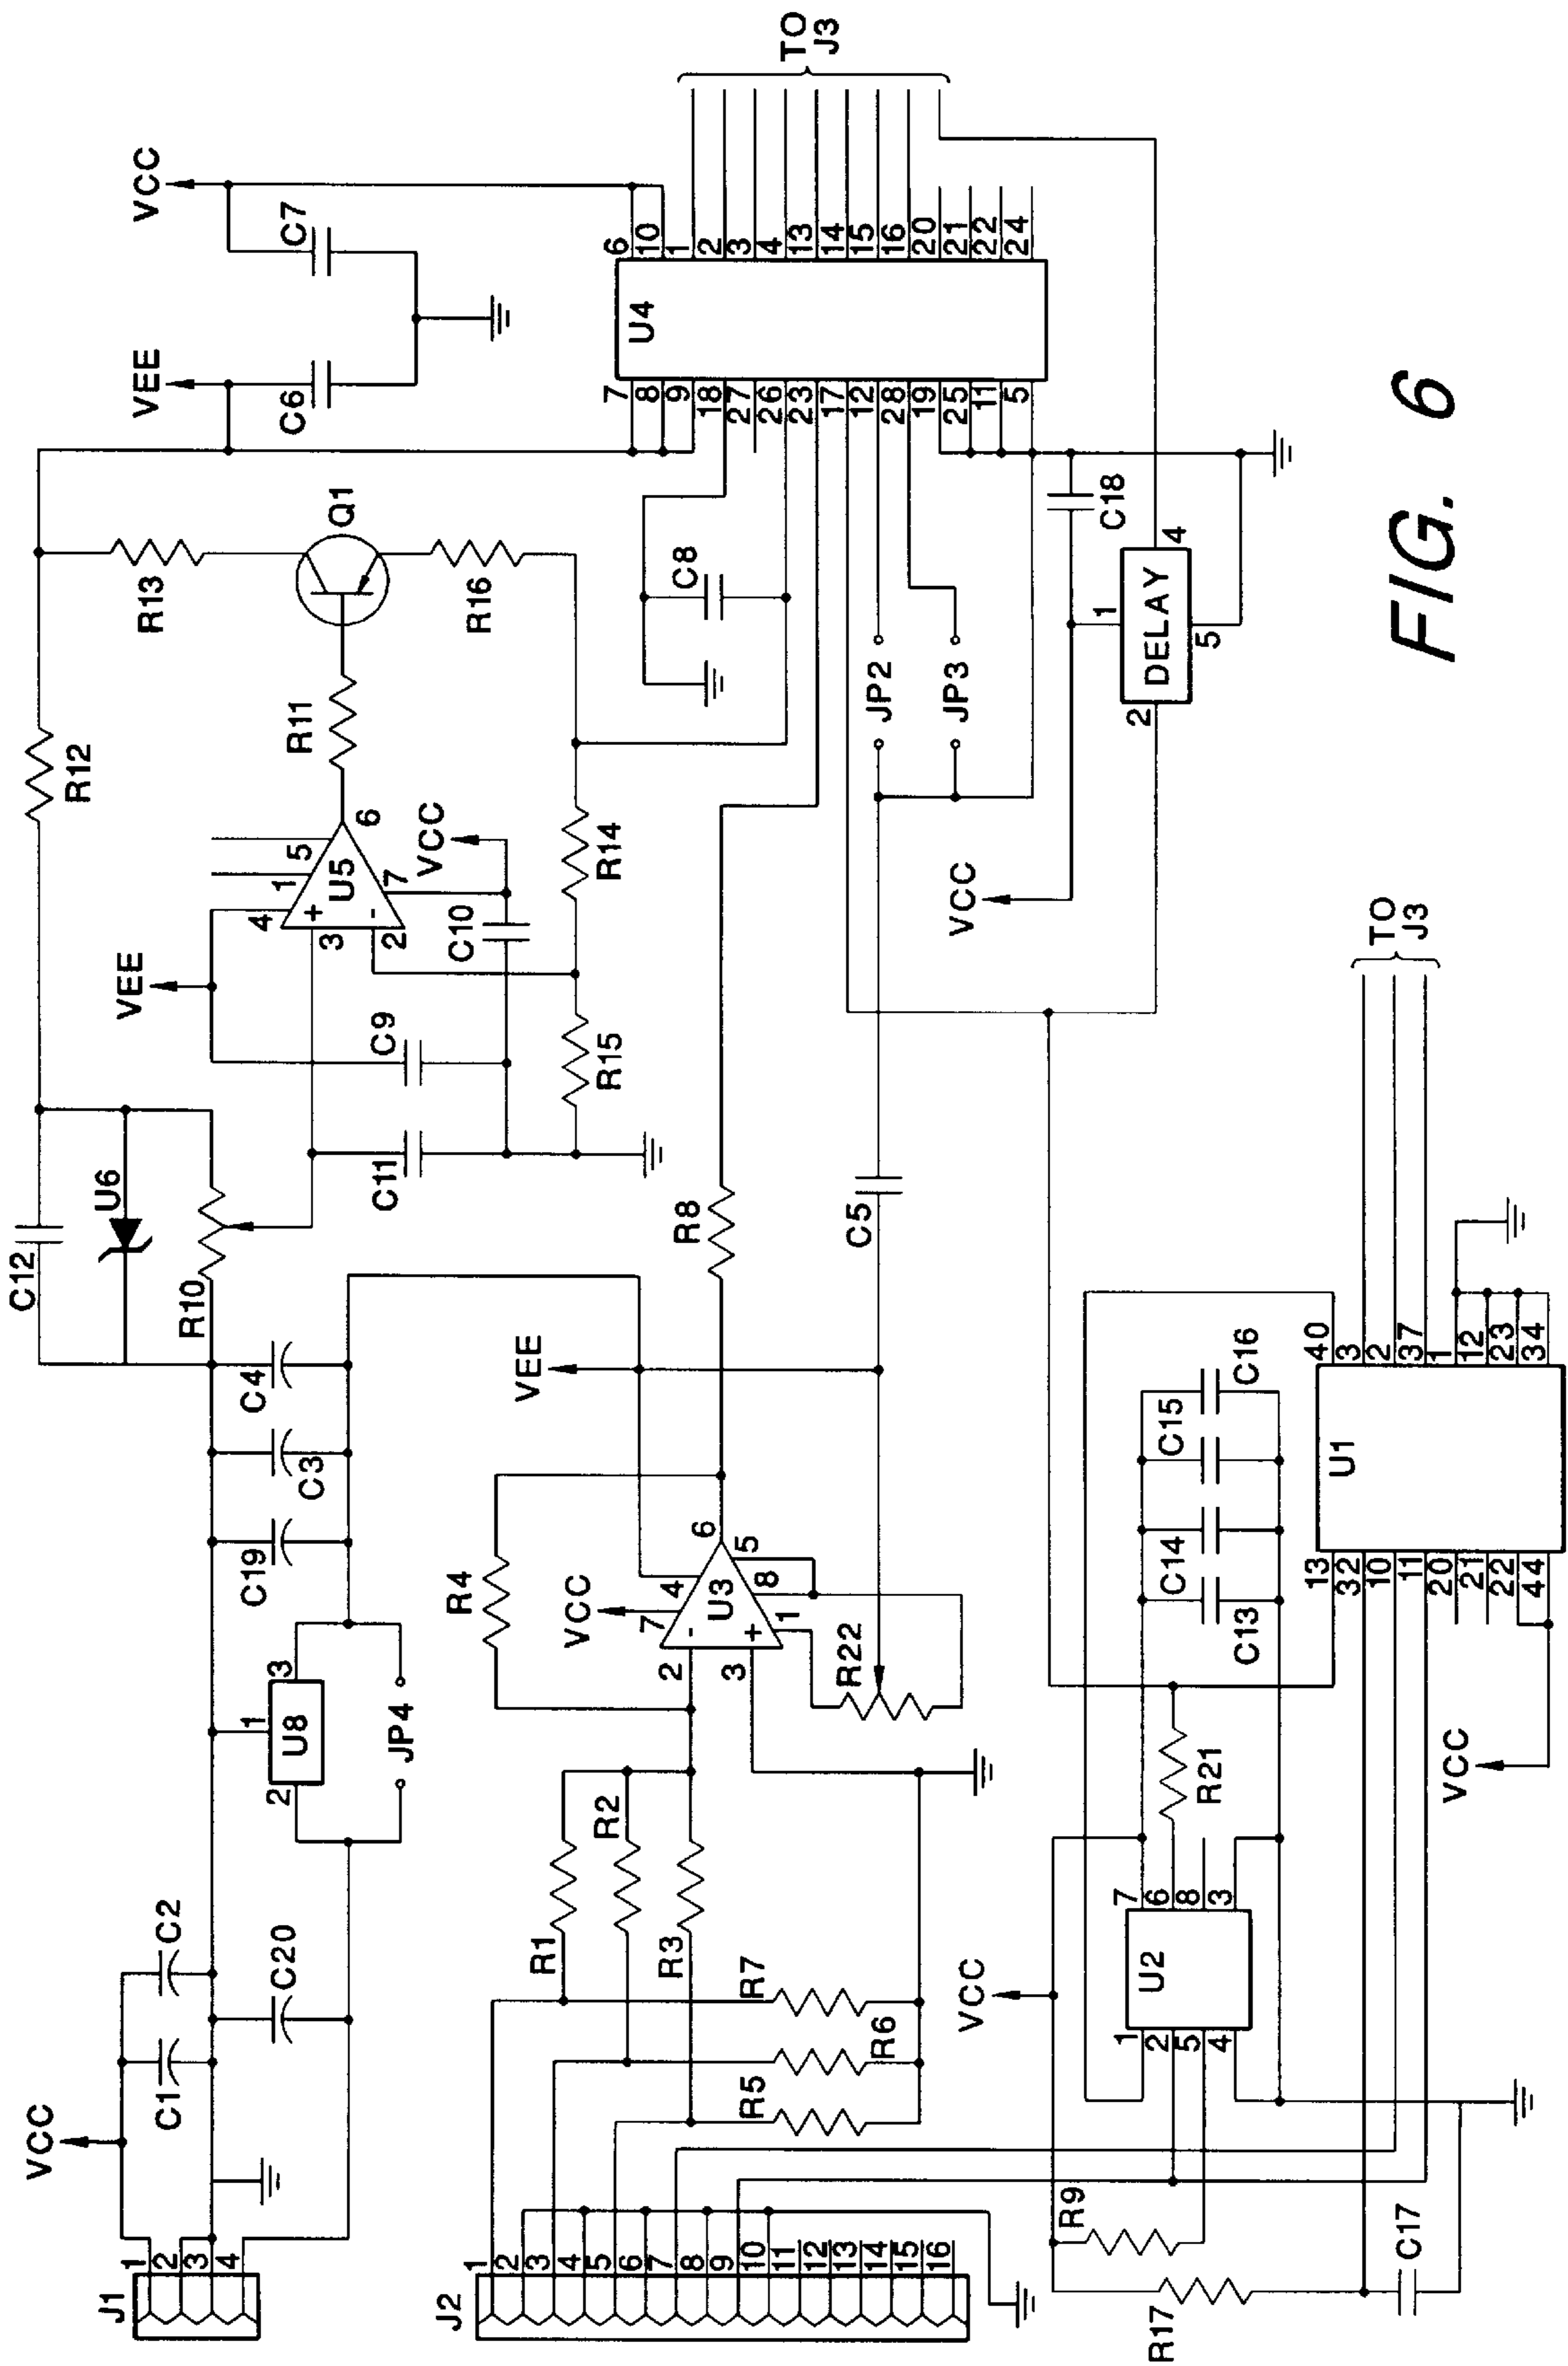 TO
J3
VCC
C7
VEE
C6
6
10
1
2
3
4
13
14
15
16
20
21
22
24
U4
7
8
9
18
27
26
23
17
12
28
19
25
11
5
R13
Q1
R16
R12
R11
C8
JP2
JP3
C18
1
DELAY
4
2
5
VEE
4
1
5
3
+
U5
6
-
2
7
VCC
C10
R14
C9
R15
C11
VCC
C12
U6
R10
R8
C5
C4
C3
C19
VEE
R4
VCC
7
4
6
2
-
U3
5
3
+
8
1
R22
U8
1
2
3
JP4
R1
R2
R3
R7
R6
R5
VCC
C1
C2
C20
J1
1
2
3
4
J2
1
2
3
4
5
6
7
8
9
10
11
12
13
14
15
16
VCC
R9
R17
C17
U2
1
2
5
4
7
6
8
3
R21
C13
C14
C15
C16
VCC
U1
13
32
10
11
20
21
22
44
40
3
2
37
1
12
23
34
TO
J3
FIG. 6